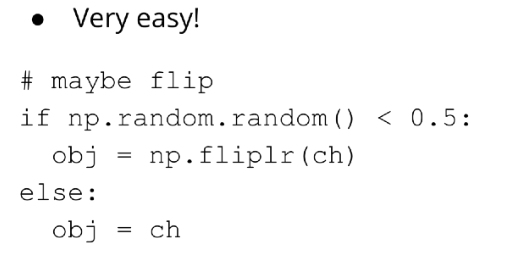 ● Very easy!
# maybe flip
if np.random.random() < 0.5:
  obj = np.fliplr(ch)
else:
  obj = ch